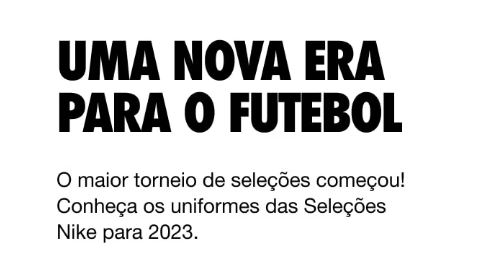 UMA NOVA ERA
PARA O FUTEBOL
O maior torneio de seleções começou!
Conheça os uniformes das Seleções
Nike para 2023.